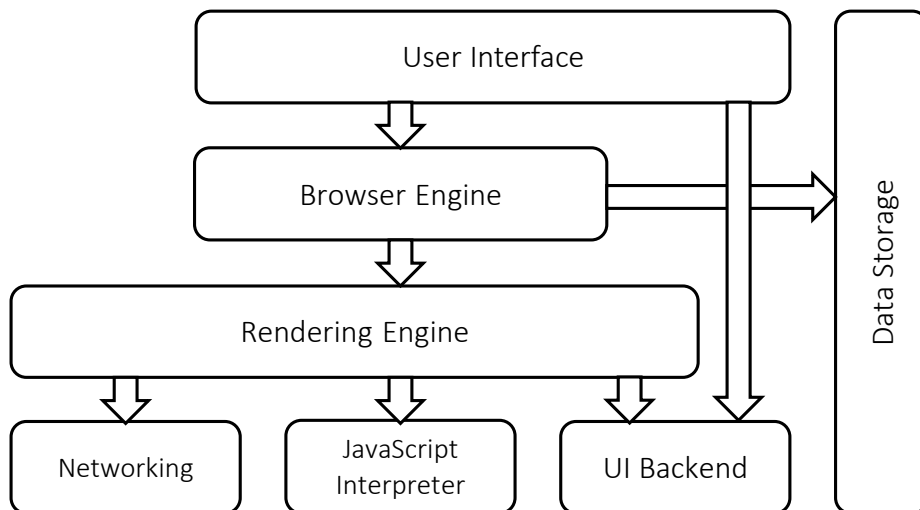 User Interface
Browser Engine
Data Storage
Rendering Engine
Networking
JavaScript
Interpreter
UI Backend